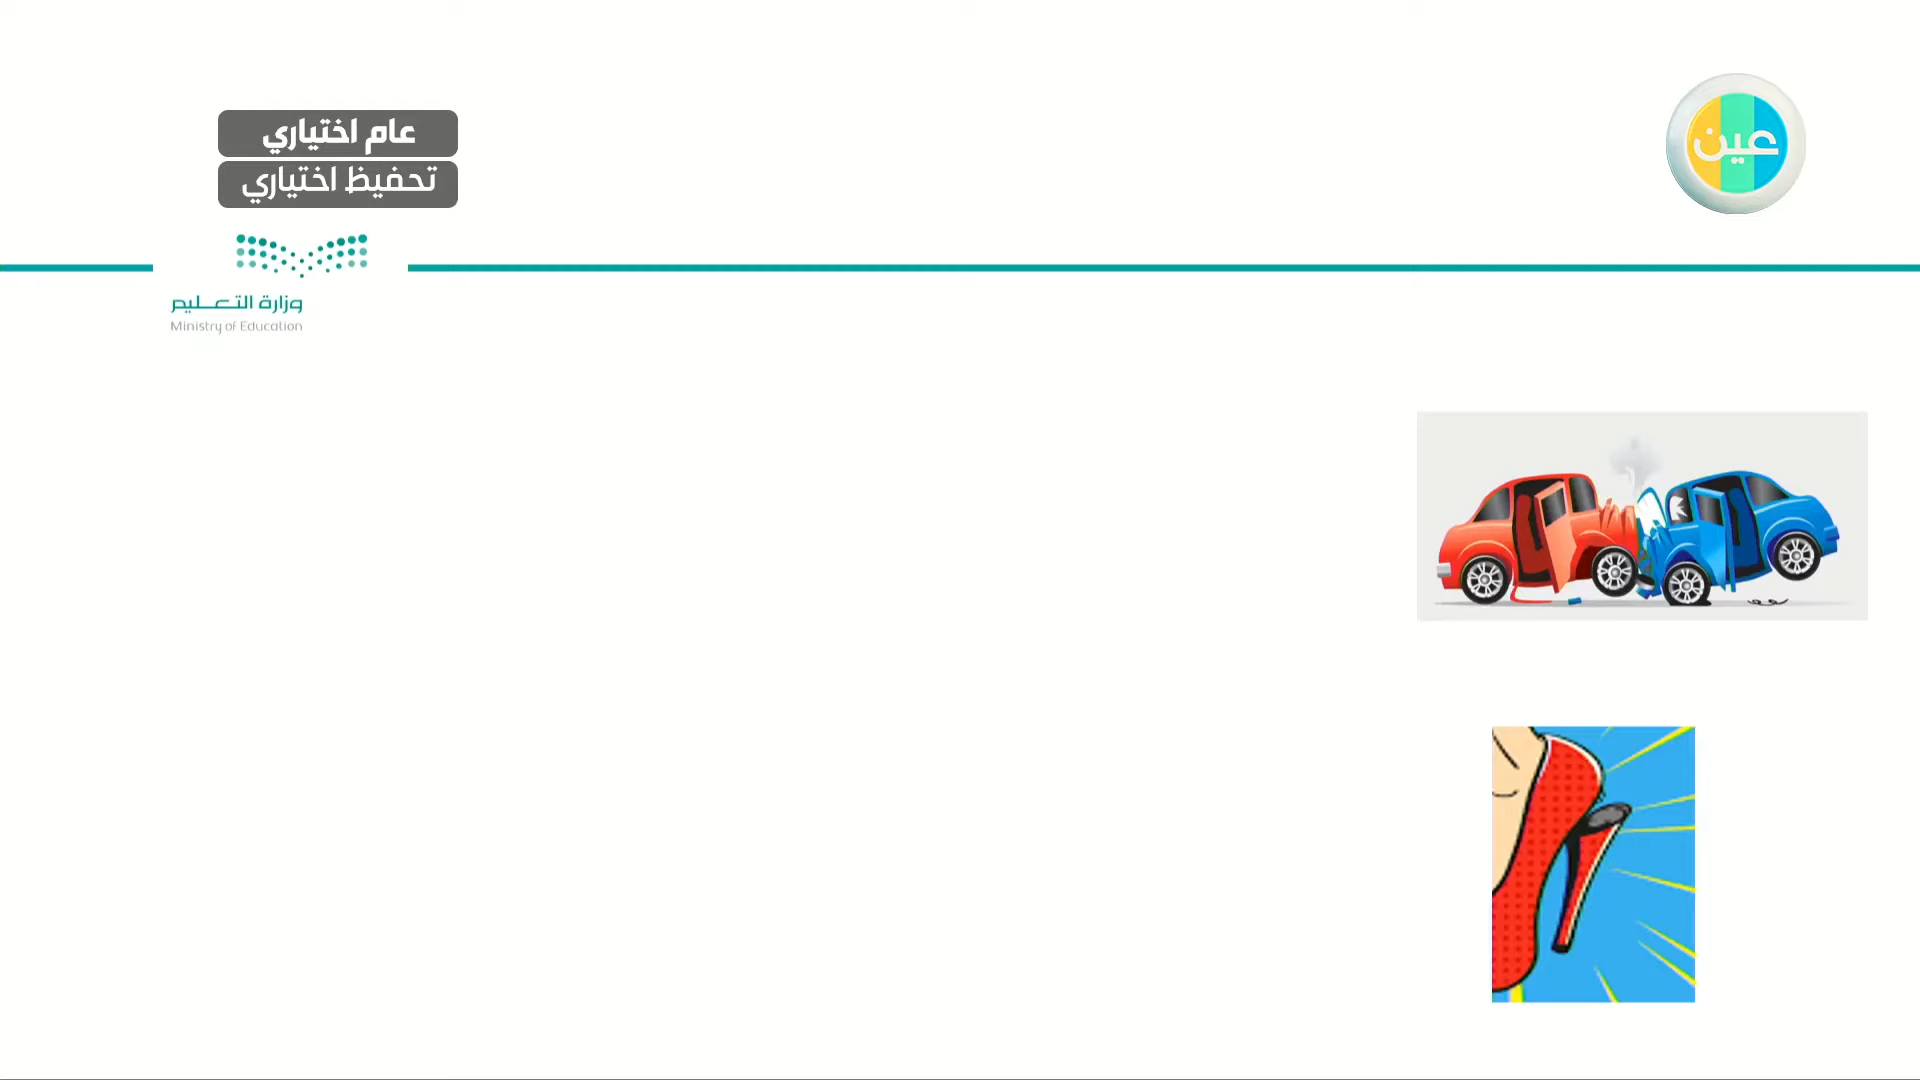 عام اختياري
تحفيظ اختياري
عين
وزارة التعليم
Ministry of Education